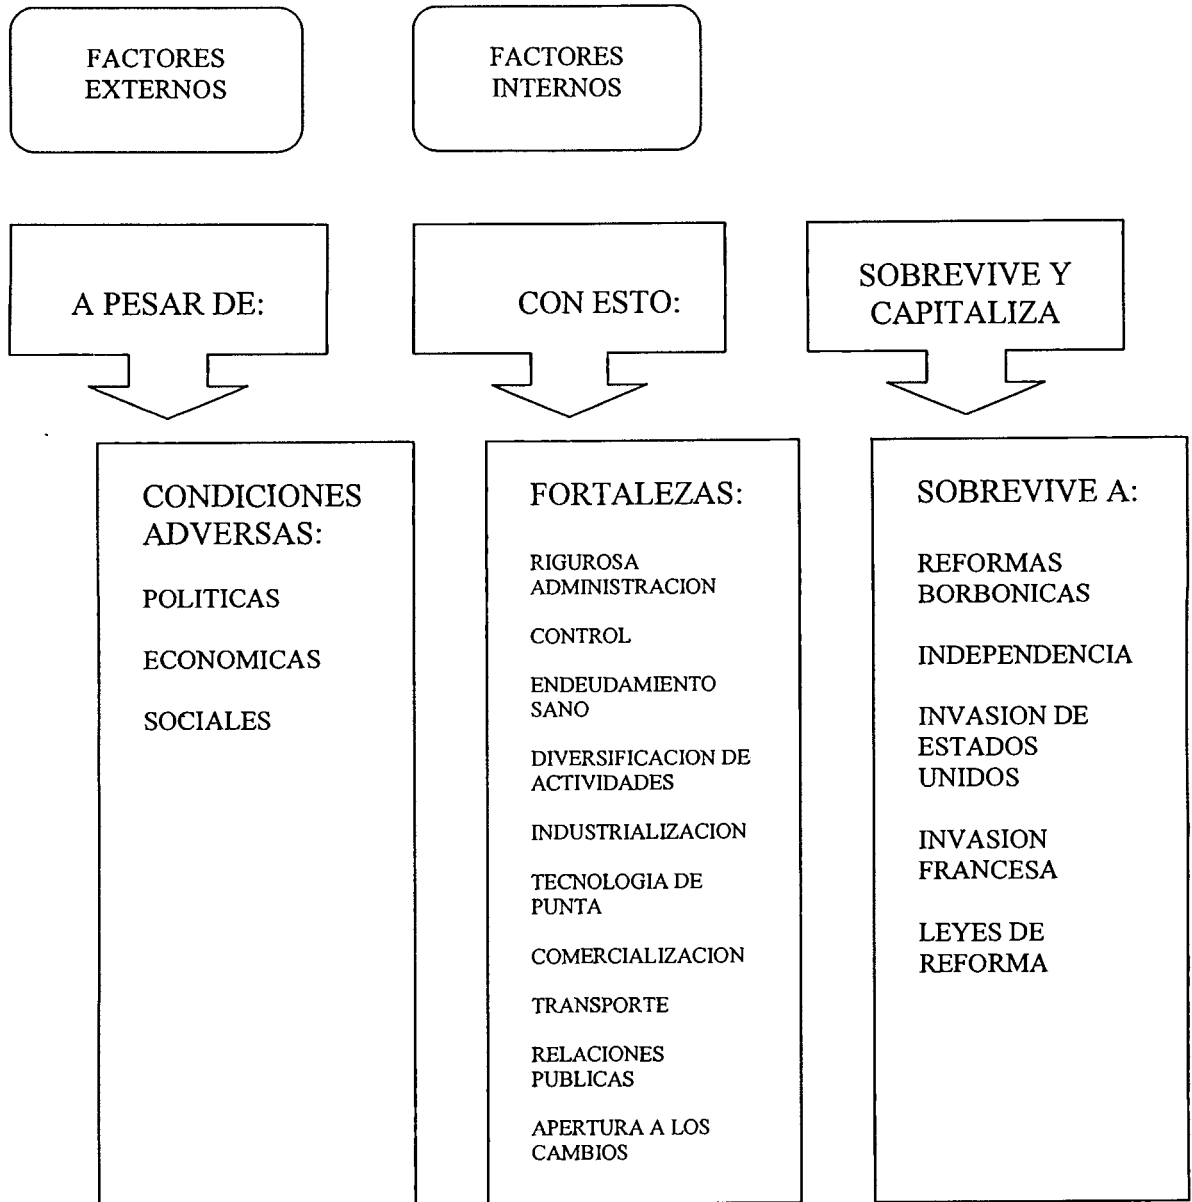 FACTORES
EXTERNOS
FACTORES
INTERNOS
A PESAR DE:
CON ESTO:
SOBREVIVE Y
CAPITALIZA
CONDICIONES
ADVERSAS:
POLITICAS
ECONOMICAS
SOCIALES
FORTALEZAS:
RIGUROSA
ADMINISTRACION
CONTROL
ENDEUDAMIENTO
SANO
DIVERSIFICACION DE
ACTIVIDADES
INDUSTRIALIZACION
TECNOLOGIA DE
PUNTA
COMERCIALIZACION
TRANSPORTE
RELACIONES
PUBLICAS
APERTURA A LOS
CAMBIOS
SOBREVIVE A:
REFORMAS
BORBONICAS
INDEPENDENCIA
INVASION DE
ESTADOS
UNIDOS
INVASION
FRANCESA
LEYES DE
REFORMA